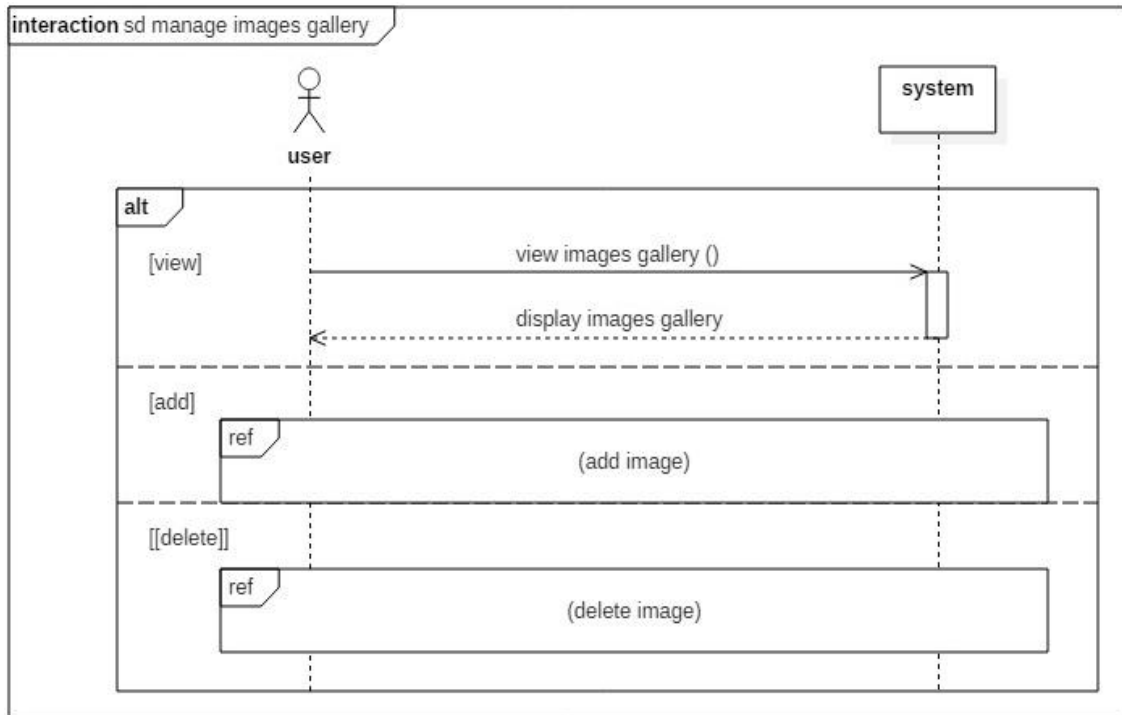 interaction sd manage images gallery
system
user
alt
[view]
view images gallery ()
display images gallery
[add]
ref
(add image)
[[delete]]
ref
(delete image)